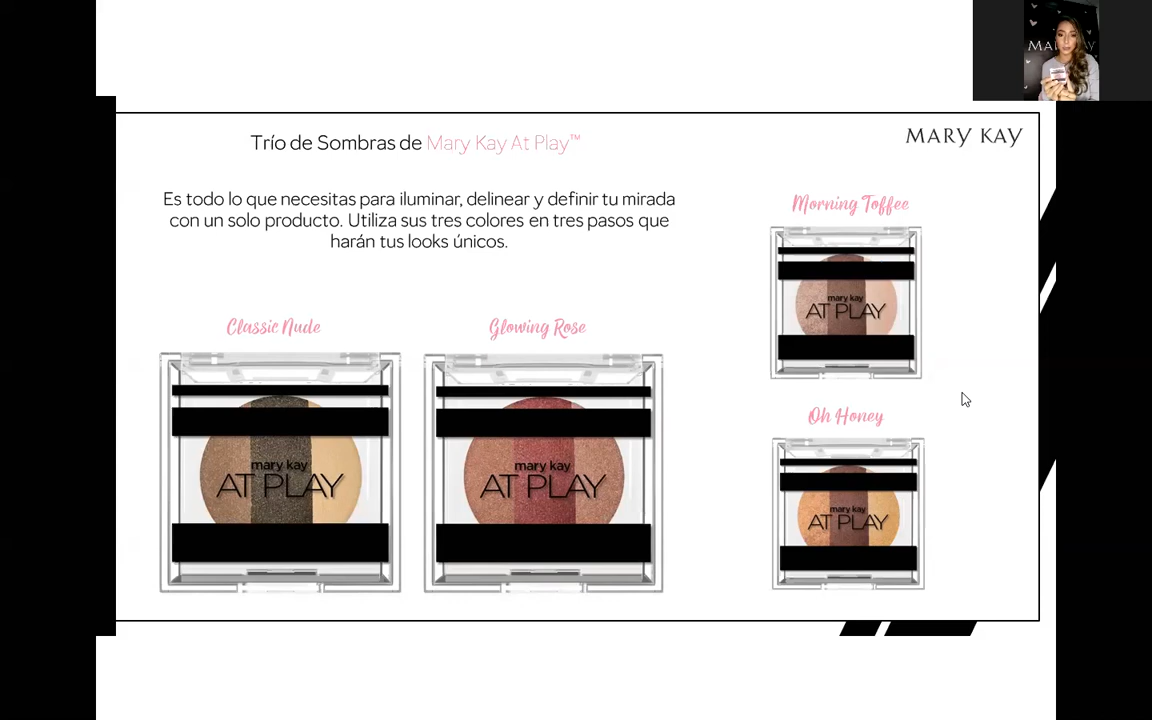 Trío de Sombras de Mary Kay At Play™
MARY KAY
Es todo lo que necesitas para iluminar, delinear y definir tu mirada
con un solo producto. Utiliza sus tres colores en tres pasos que
harán tus looks únicos.
Classic Nude
mary kay
AT PLAY
Glowing Rose
mary kay
AT PLAY
Morning Toffee
mary kay
AT PLAY
Oh Honey
mary kay
AT PLAY